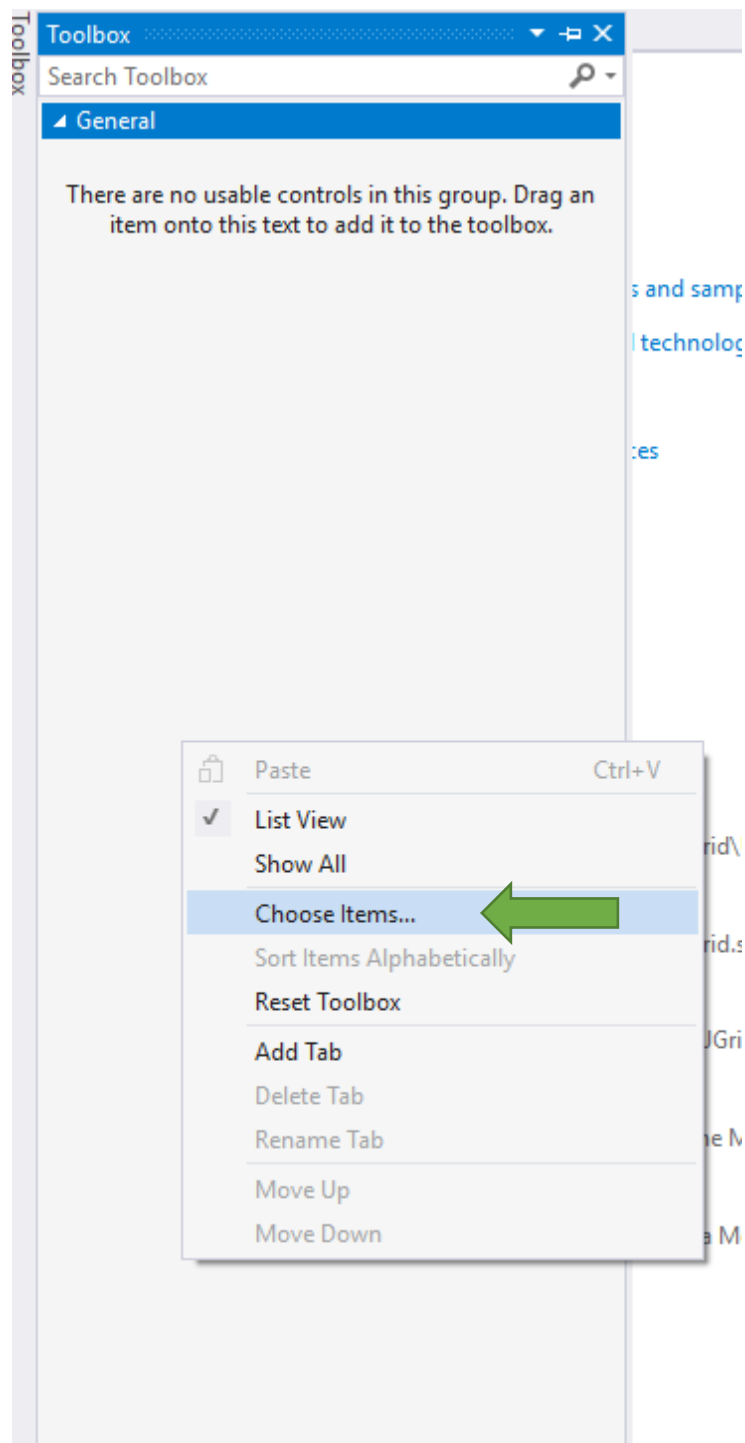 Toolbox
Toolbox
Search Toolbox
General
There are no usable controls in this group. Drag an
item onto this text to add it to the toolbox.
s and samp
technolog
ces
Paste Ctrl+V
List View
Show All
Choose Items...
Sort Items Alphabetically
Reset Toolbox
Add Tab
Delete Tab
Rename Tab
Move Up
Move Down
rid\
rid.s
JGri
ne M
a M